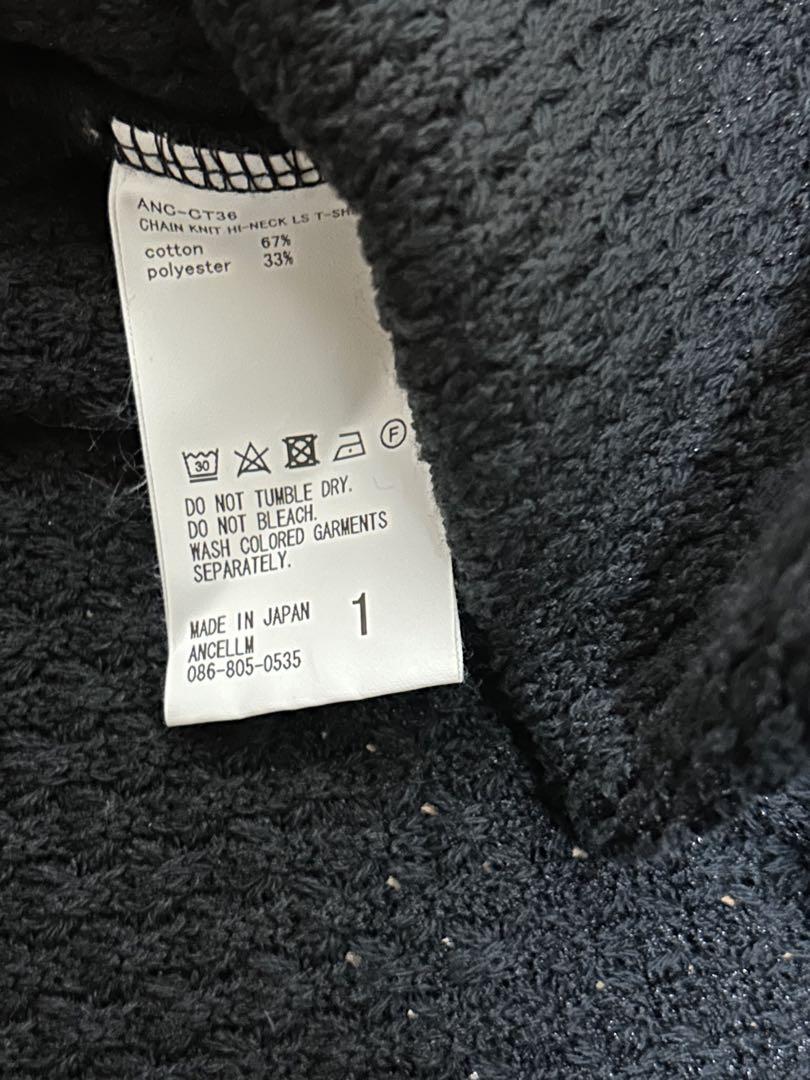 ANC-CT36
CHAIN KNIT HI-NECK LS T-SH
cotton 67%
polyester 33%
30
F
DO NOT TUMBLE DRY.
DO NOT BLEACH.
WASH COLORED GARMENTS
SEPARATELY.
MADE IN JAPAN
1
ANCELLM
086-805-0535